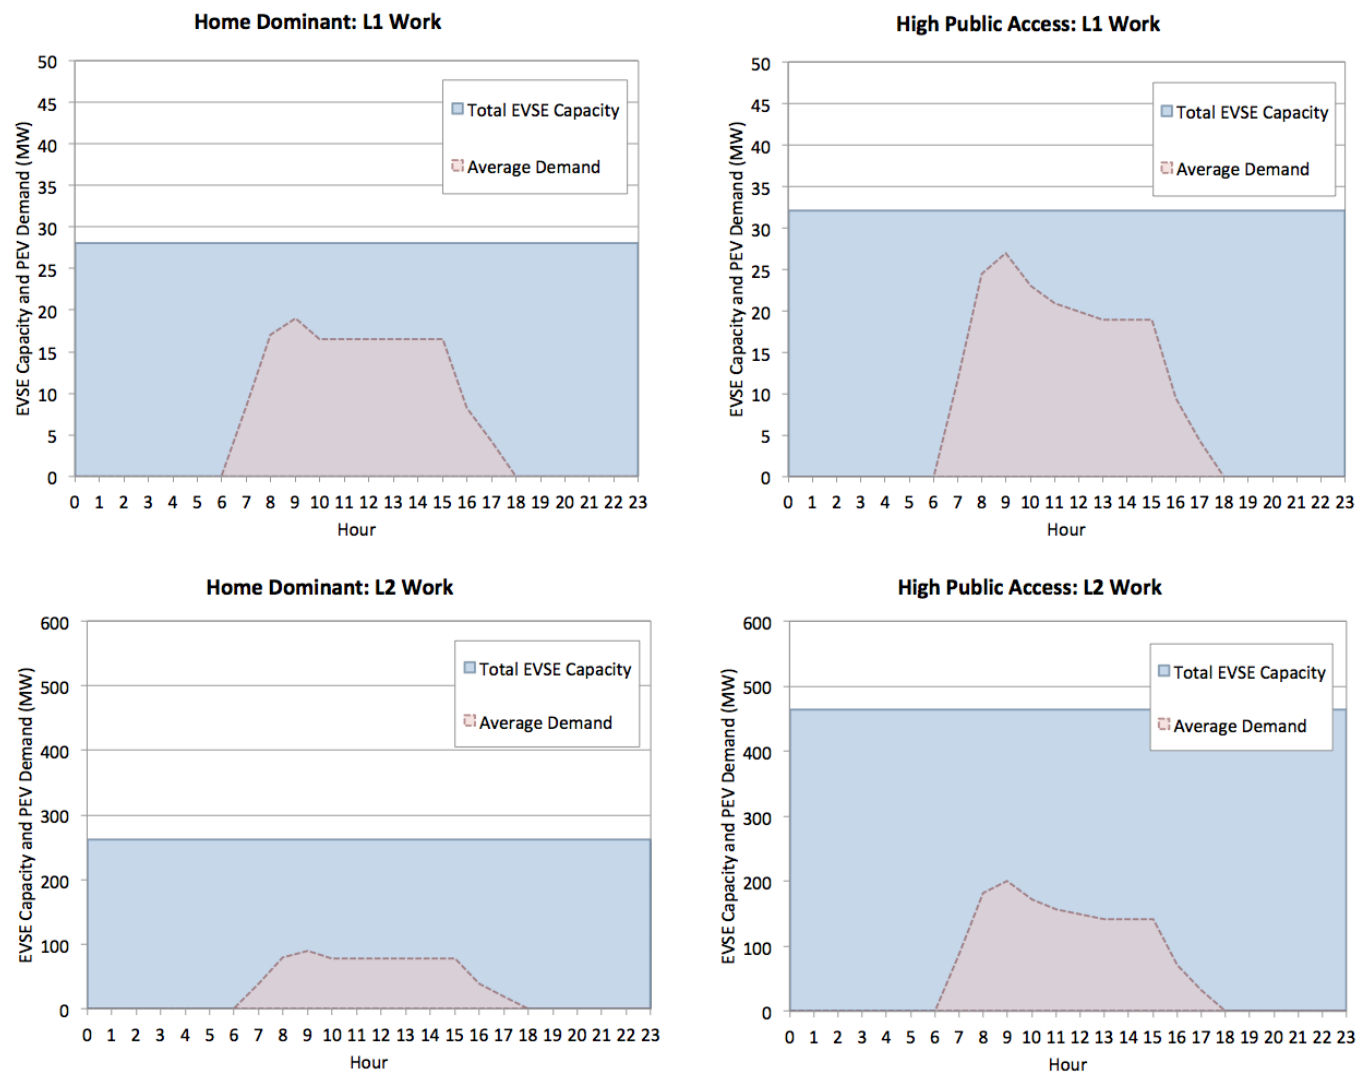 Home Dominant: L1 Work
EVSE Capacity and PEV Demand (MW)
50
45
40
35
30
25
20
15
10
5
0
Total EVSE Capacity
Average Demand
0 1 2 3 4 5 6 7 8 9 10 11 12 13 14 15 16 17 18 19 20 21 22 23
Hour
High Public Access: L1 Work
EVSE Capacity and PEV Demand (MW)
50
45
40
35
30
25
20
15
10
5
0
Total EVSE Capacity
Average Demand
0 1 2 3 4 5 6 7 8 9 10 11 12 13 14 15 16 17 18 19 20 21 22 23
Hour
Home Dominant: L2 Work
EVSE Capacity and PEV Demand (MW)
600
500
400
300
200
100
0
Total EVSE Capacity
Average Demand
0 1 2 3 4 5 6 7 8 9 10 11 12 13 14 15 16 17 18 19 20 21 22 23
Hour
High Public Access: L2 Work
EVSE Capacity and PEV Demand (MW)
600
500
400
300
200
100
0
Total EVSE Capacity
Average Demand
0 1 2 3 4 5 6 7 8 9 10 11 12 13 14 15 16 17 18 19 20 21 22 23
Hour